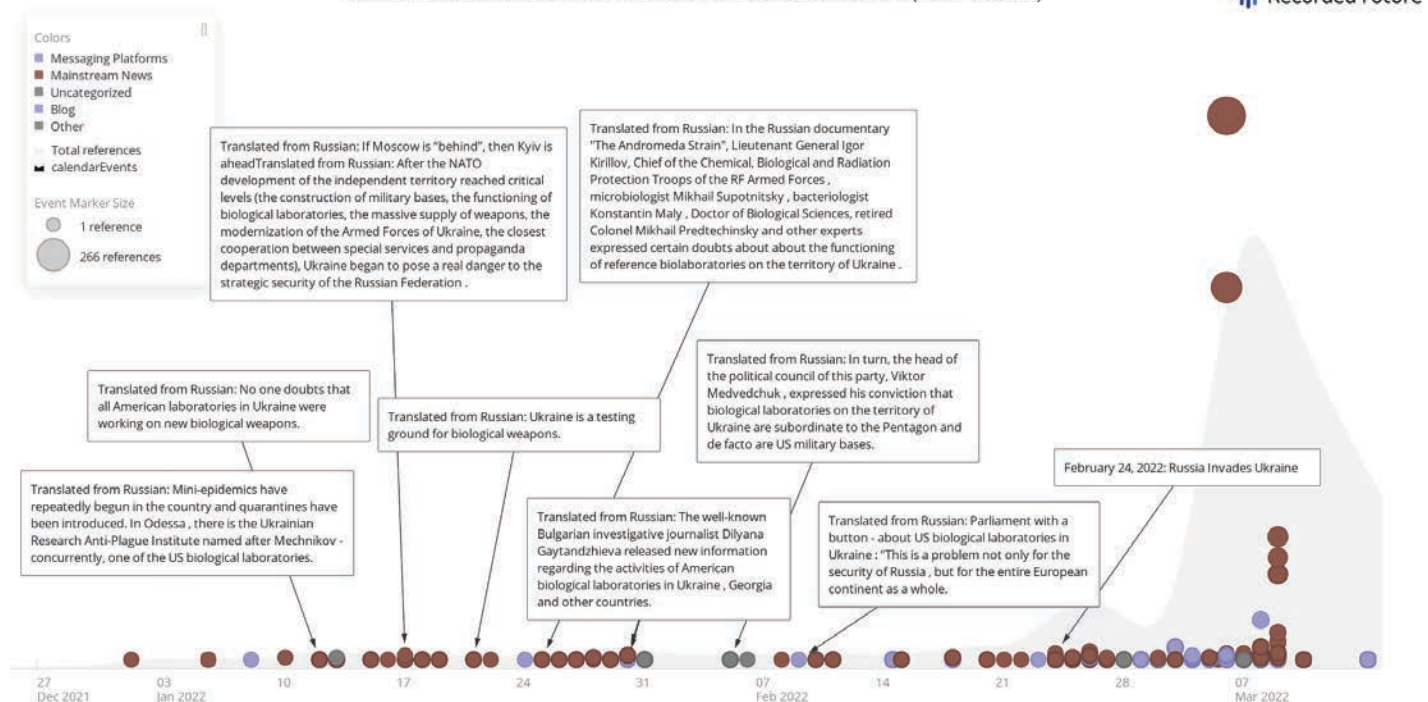 Recorded Future
Colors
Messaging Platforms
Mainstream News
Uncategorized
Blog
Other
Total references
calendarEvents
Event Marker Size
1 reference
266 references
Translated from Russian: If Moscow is "behind", then Kyiv is
aheadTranslated from Russian: After the NATO
development of the independent territory reached critical
levels (the construction of military bases, the functioning of
biological laboratories, the massive supply of weapons, the
modernization of the Armed Forces of Ukraine, the closest
cooperation between special services and propaganda
departments), Ukraine began to pose a real danger to the
strategic security of the Russian Federation .
Translated from Russian: In the Russian documentary
"The Andromeda Strain", Lieutenant General Igor
Kirillov, Chief of the Chemical, Biological and Radiation
Protection Troops of the RF Armed Forces ,
microbiologist Mikhail Supotnitsky , bacteriologist
Konstantin Maly , Doctor of Biological Sciences, retired
Colonel Mikhail Predtechinsky and other experts
expressed certain doubts about about the functioning
of reference biolaboratories on the territory of Ukraine .
Translated from Russian: No one doubts that
all American laboratories in Ukraine were
working on new biological weapons.
Translated from Russian: Ukraine is a testing
ground for biological weapons.
Translated from Russian: In turn, the head of
the political council of this party, Viktor
Medvedchuk , expressed his conviction that
biological laboratories on the territory of
Ukraine are subordinate to the Pentagon and
de facto are US military bases.
February 24, 2022: Russia Invades Ukraine
Translated from Russian: Mini-epidemics have
repeatedly begun in the country and quarantines have
been introduced. In Odessa , there is the Ukrainian
Research Anti-Plague Institute named after Mechnikov -
concurrently, one of the US biological laboratories.
Translated from Russian: The well-known
Bulgarian investigative journalist Dilyana
Gaytandzhieva released new information
regarding the activities of American
biological laboratories in Ukraine , Georgia
and other countries.
Translated from Russian: Parliament with a
button - about US biological laboratories in
Ukraine : "This is a problem not only for the
security of Russia , but for the entire European
continent as a whole.
27 03 10 17 24 31 07 14 21 28 07
Dec 2021 Jan 2022 Feb 2022 Mar 2022